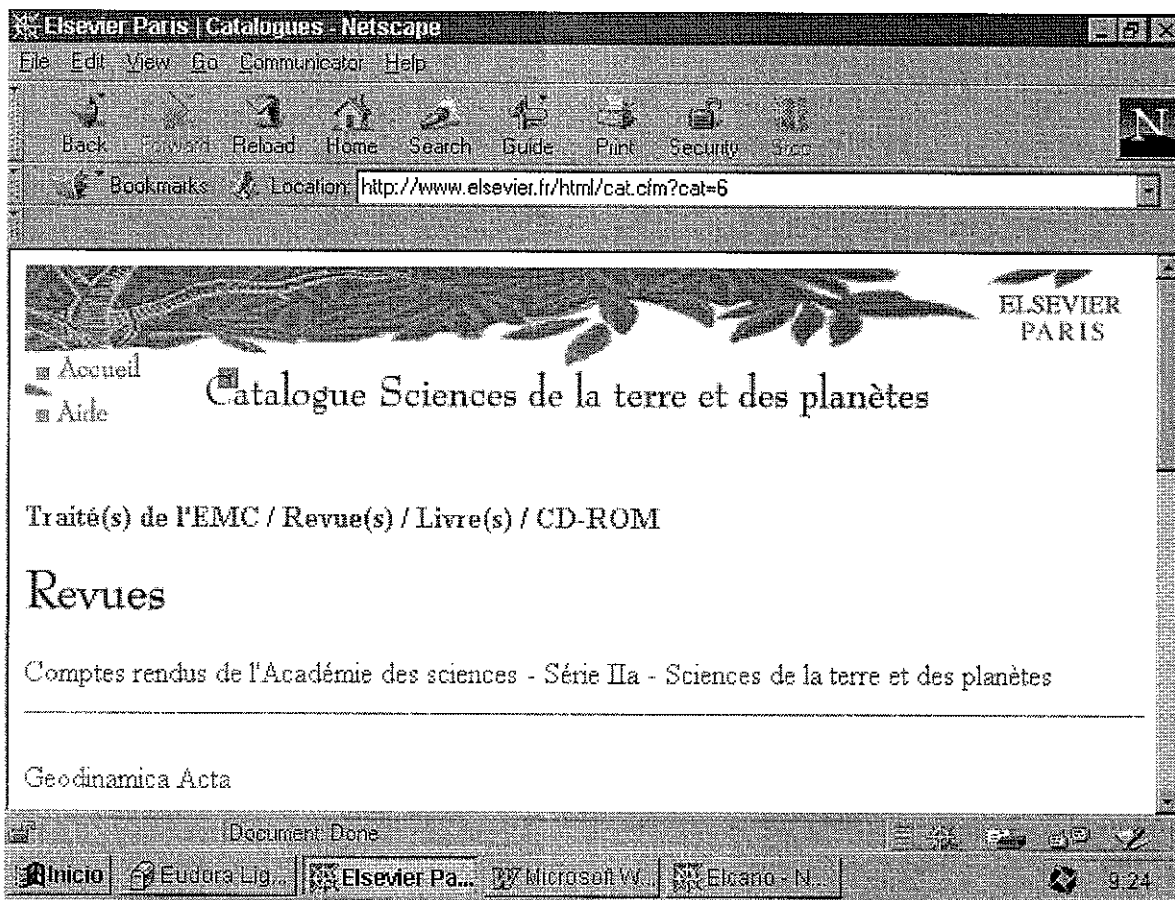 Elsevier Paris | Catalogues - Netscape
File Edit View Go Communicator Help
Back Forward Reload Home Search Guide Print Security Stop
N
Bookmarks Location: http://www.elsevier.fr/html/cat.cfm?cat=6
ELSEVIER
PARIS
Accueil
Aide
Catalogue Sciences de la terre et des planètes
Traité(s) de l'EMC / Revue(s) / Livre(s) / CD-ROM
Revues
Comptes rendus de l'Académie des sciences - Série IIa - Sciences de la terre et des planètes
Geodinamica Acta
Document: Done
Inicio Eudora Lig... Elsevier Pa... Microsoft W... Elcano - N... 9:24